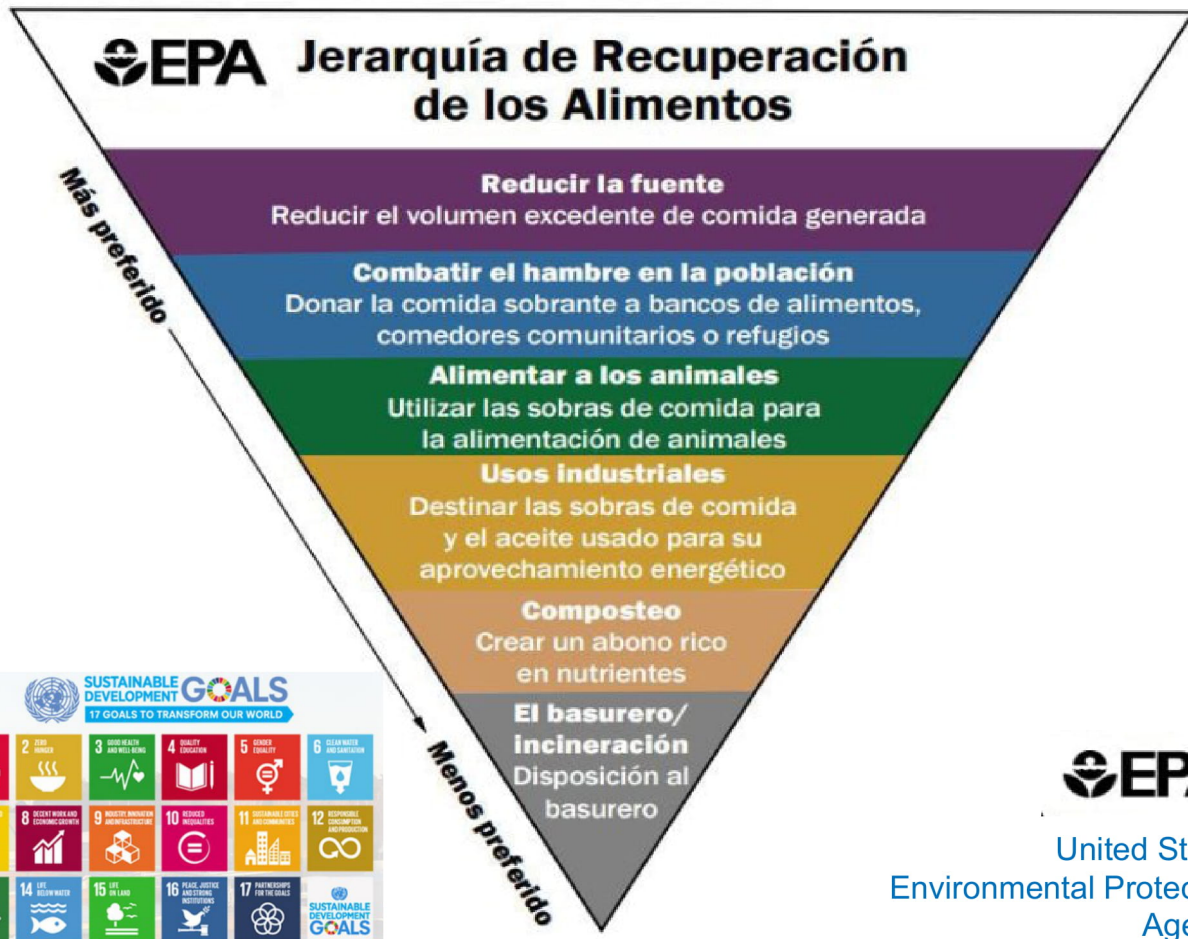 EPA Jerarquía de Recuperación
de los Alimentos
Más preferido
Reducir la fuente
Reducir el volumen excedente de comida generada
Combatir el hambre en la población
Donar la comida sobrante a bancos de alimentos,
comedores comunitarios o refugios
Alimentar a los animales
Utilizar las sobras de comida para
la alimentación de animales
Usos industriales
Destinar las sobras de comida
y el aceite usado para su
aprovechamiento energético
Composteo
Crear un abono rico
en nutrientes
El basurero/
incineración
Disposición al
basurero
Menos preferido
SUSTAINABLE
DEVELOPMENT GOALS
17 GOALS TO TRANSFORM OUR WORLD
2 ZERO
HUNGER
3 GOOD HEALTH
AND WELL-BEING
4 QUALITY
EDUCATION
5 GENDER
EQUALITY
6 CLEAN WATER
AND SANITATION
8 DECENT WORK AND
ECONOMIC GROWTH
9 INDUSTRY, INNOVATION
AND INFRASTRUCTURE
10 REDUCED
INEQUALITIES
11 SUSTAINABLE CITIES
AND COMMUNITIES
12 RESPONSIBLE
CONSUMPTION
AND PRODUCTION
14 LIFE
BELOW WATER
15 LIFE
ON LAND
16 PEACE, JUSTICE
AND STRONG
INSTITUTIONS
17 PARTNERSHIPS
FOR THE GOALS
SUSTAINABLE
DEVELOPMENT
GOALS
EPA
United St
Environmental Protec
Age